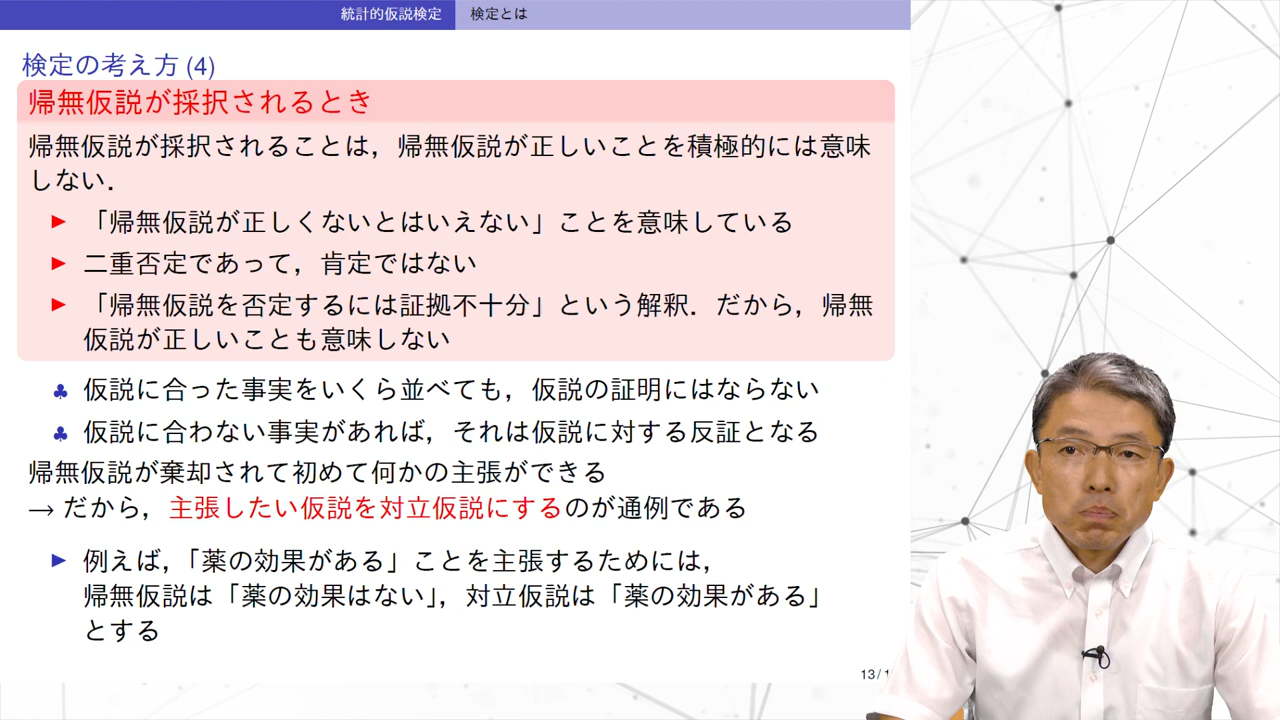 統計的仮説検定 検定とは
検定の考え方 (4)
帰無仮説が採択されるとき
帰無仮説が採択されることは，帰無仮説が正しいことを積極的には意味
しない．
▶ 「帰無仮説が正しくないとはいえない」ことを意味している
▶ 二重否定であって，肯定ではない
▶ 「帰無仮説を否定するには証拠不十分」という解釈．だから，帰無
仮説が正しいことも意味しない
♣ 仮説に合った事実をいくら並べても，仮説の証明にはならない
♣ 仮説に合わない事実があれば，それは仮説に対する反証となる
帰無仮説が棄却されて初めて何かの主張ができる
→ だから，主張したい仮説を対立仮説にするのが通例である
▶ 例えば，「薬の効果がある」ことを主張するためには，
帰無仮説は「薬の効果はない」，対立仮説は「薬の効果がある」
とする
13 /